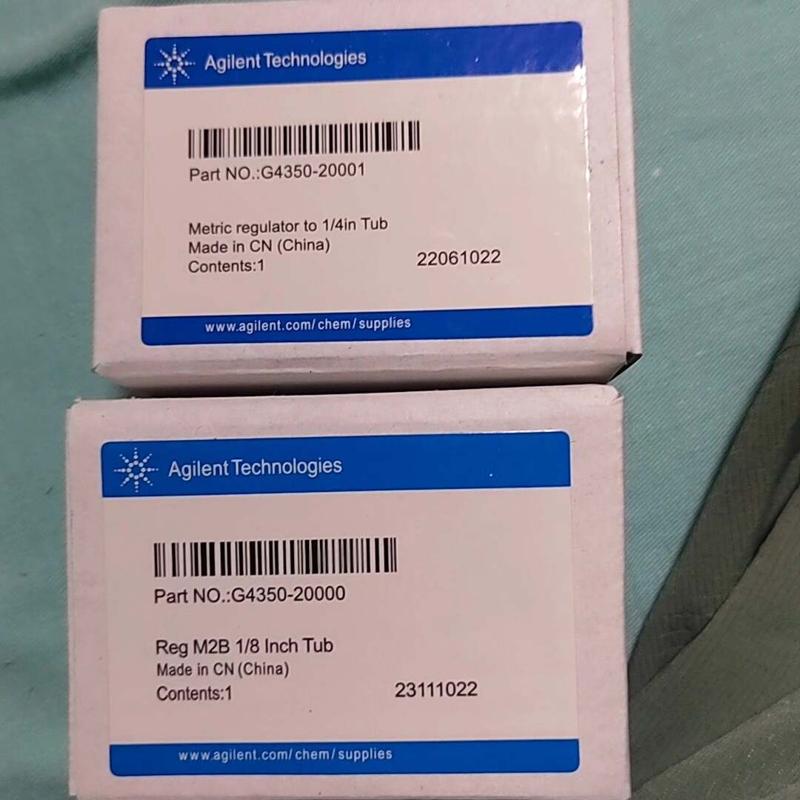 Agilent Technologies
Part NO.:G4350-20001
Metric regulator to 1/4in Tub
Made in CN (China)
Contents:1 22061022
www.agilent.com/chem/supplies
Agilent Technologies
Part NO.:G4350-20000
Reg M2B 1/8 Inch Tub
Made in CN (China)
Contents:1 23111022
www.agilent.com/chem/supplies